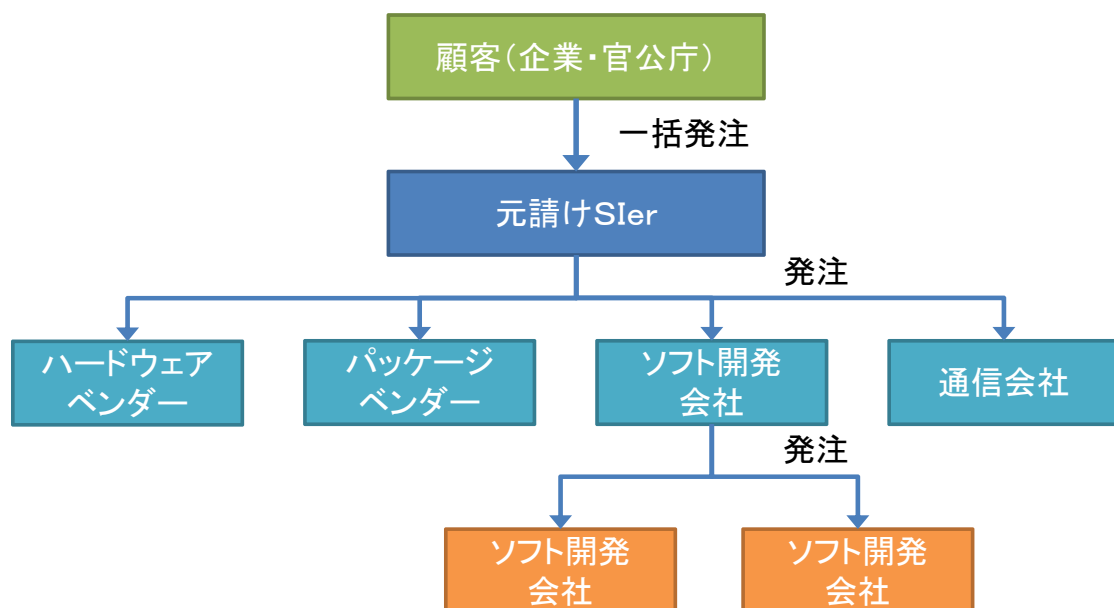 顧客（企業・官公庁）
一括発注
元請けSIer
発注
ハードウェア
ベンダー
パッケージ
ベンダー
ソフト開発
会社
通信会社
発注
ソフト開発
会社
ソフト開発
会社